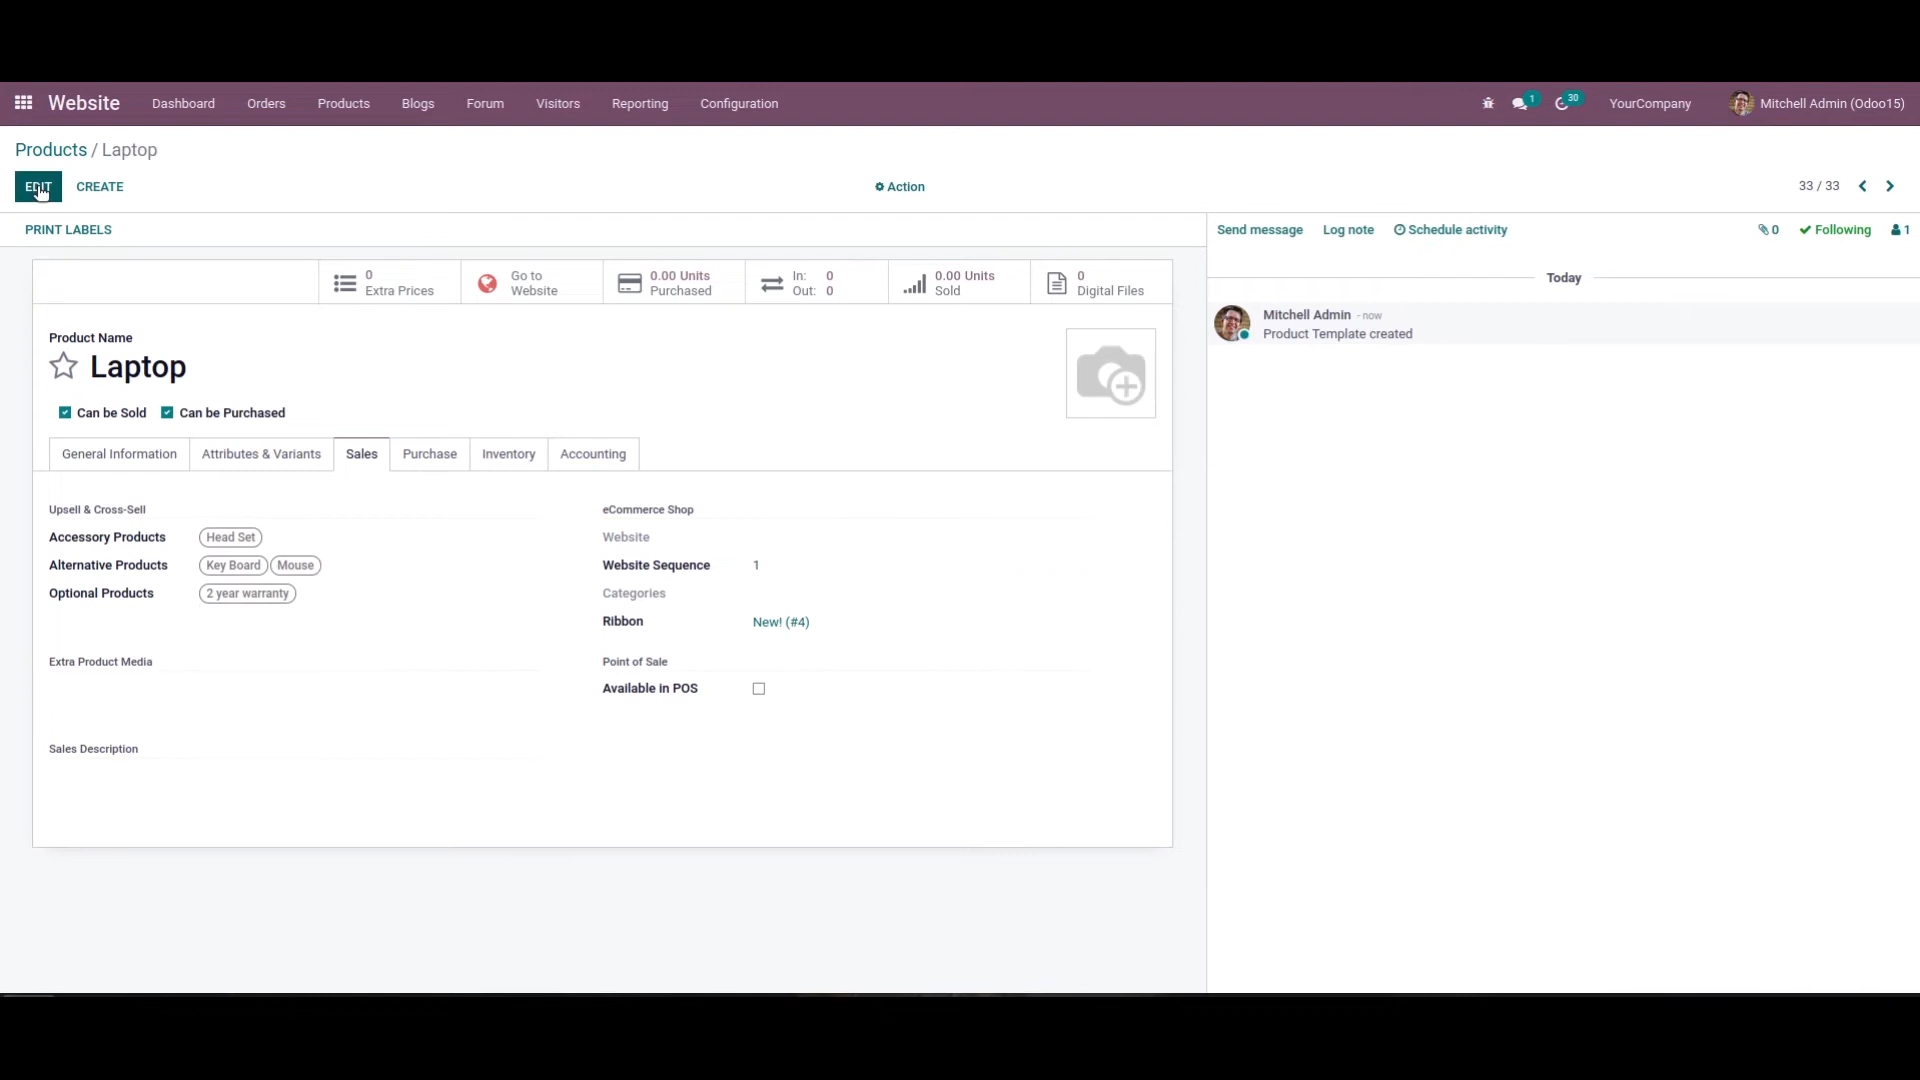 Website Dashboard Orders Products Blogs Forum Visitors Reporting Configuration 1 30 YourCompany Mitchell Admin (Odoo15)
Products / Laptop
EDIT CREATE Action 33 / 33
PRINT LABELS Send message Log note Schedule activity 0 Following 1
0 Extra Prices
Go to Website
0.00 Units Purchased
In: 0
Out: 0
0.00 Units Sold
0 Digital Files
Today
Mitchell Admin - now
Product Template created
Product Name
Laptop
Can be Sold Can be Purchased
General Information Attributes & Variants Sales Purchase Inventory Accounting
Upsell & Cross-Sell
Accessory Products Head Set
Alternative Products Key Board Mouse
Optional Products 2 year warranty
eCommerce Shop
Website
Website Sequence 1
Categories
Ribbon New! (#4)
Extra Product Media
Point of Sale
Available in POS
Sales Description